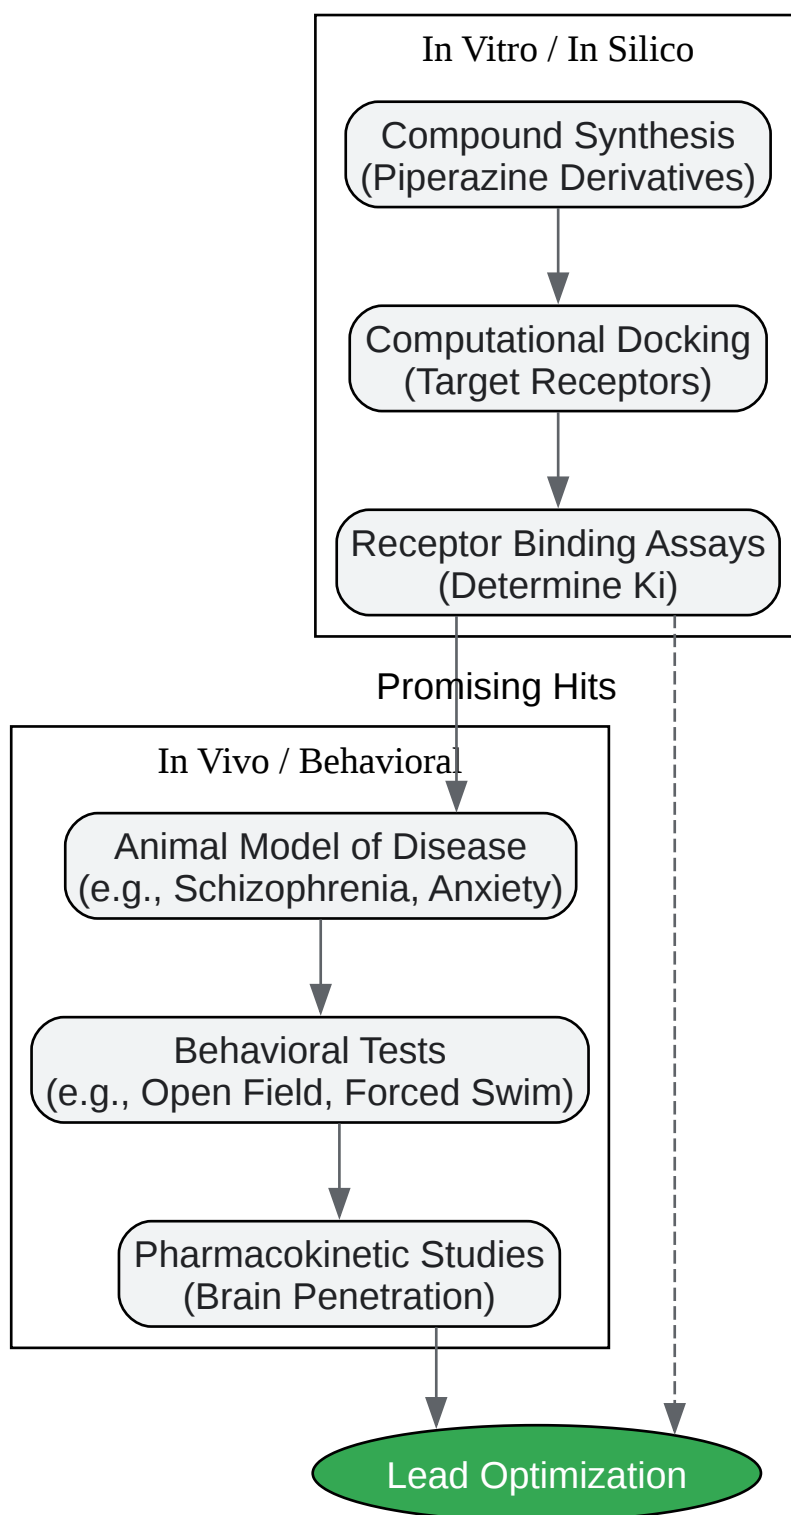 In Vitro / In Silico
Compound Synthesis
(Piperazine Derivatives)
Computational Docking
(Target Receptors)
Receptor Binding Assays
(Determine Ki)
Promising Hits
In Vivo / Behavioral
Animal Model of Disease
(e.g., Schizophrenia, Anxiety)
Behavioral Tests
(e.g., Open Field, Forced Swim)
Pharmacokinetic Studies
(Brain Penetration)
Lead Optimization